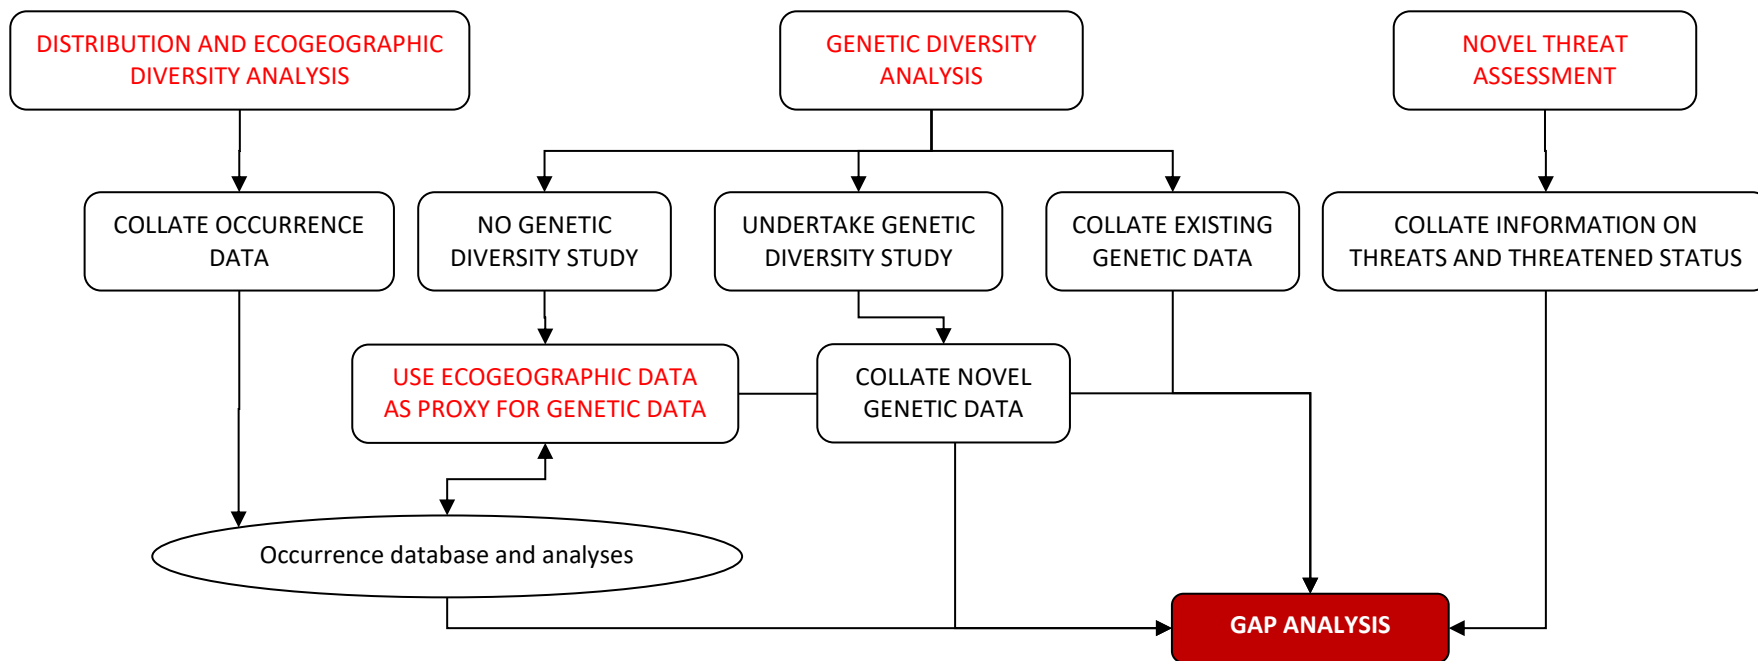 DISTRIBUTION AND ECOGEOGRAPHIC
DIVERSITY ANALYSIS
GENETIC DIVERSITY
ANALYSIS
NOVEL THREAT
ASSESSMENT
COLLATE OCCURRENCE
DATA
NO GENETIC
DIVERSITY STUDY
UNDERTAKE GENETIC
DIVERSITY STUDY
COLLATE EXISTING
GENETIC DATA
COLLATE INFORMATION ON
THREATS AND THREATENED STATUS
USE ECOGEOGRAPHIC DATA
AS PROXY FOR GENETIC DATA
COLLATE NOVEL
GENETIC DATA
Occurrence database and analyses
GAP ANALYSIS